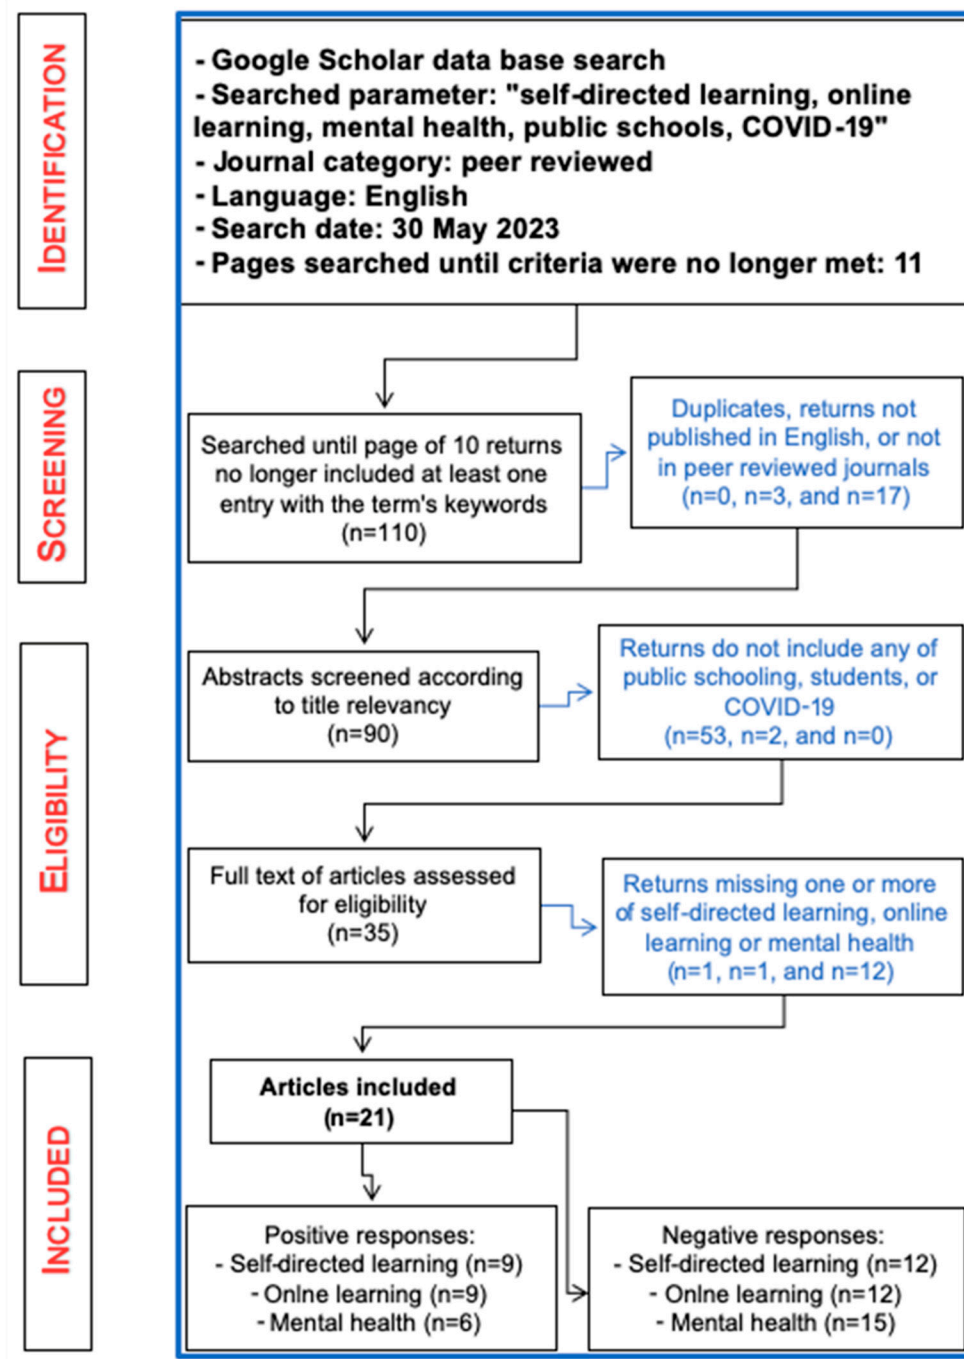 IDENTIFICATION
- Google Scholar data base search
- Searched parameter: "self-directed learning, online
learning, mental health, public schools, COVID-19"
- Journal category: peer reviewed
- Language: English
- Search date: 30 May 2023
- Pages searched until criteria were no longer met: 11
SCREENING
Searched until page of 10 returns
no longer included at least one
entry with the term's keywords
(n=110)
Duplicates, returns not
published in English, or not
in peer reviewed journals
(n=0, n=3, and n=17)
ELIGIBILITY
Abstracts screened according
to title relevancy
(n=90)
Returns do not include any of
public schooling, students, or
COVID-19
(n=53, n=2, and n=0)
Full text of articles assessed
for eligibility
(n=35)
Returns missing one or more
of self-directed learning, online
learning or mental health
(n=1, n=1, and n=12)
INCLUDED
Articles included
(n=21)
Positive responses:
- Self-directed learning (n=9)
- Onlne learning (n=9)
- Mental health (n=6)
Negative responses:
- Self-directed learning (n=12)
- Onlne learning (n=12)
- Mental health (n=15)